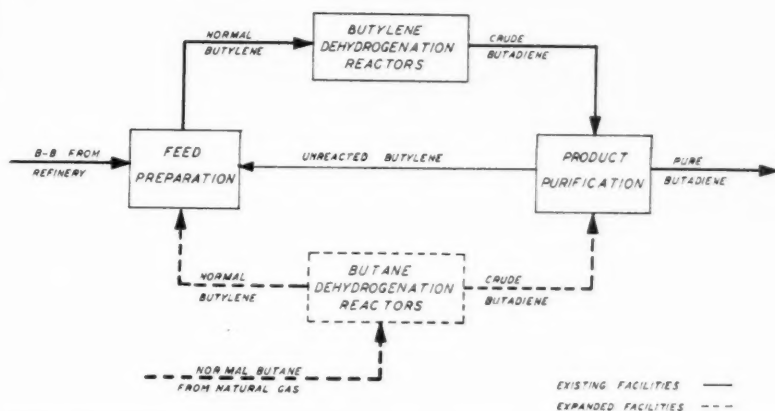 NORMAL
BUTYLENE
BUTYLENE
DEHYDROGENATION
REACTORS
CRUDE
BUTADIENE
B-B FROM
REFINERY
FEED
PREPARATION
UNREACTED BUTYLENE
PRODUCT
PURIFICATION
PURE
BUTADIENE
NORMAL
BUTYLENE
BUTANE
DEHYDROGENATION
REACTORS
CRUDE
BUTADIENE
NORMAL BUTANE
FROM NATURAL GAS
EXISTING FACILITIES
EXPANDED FACILITIES